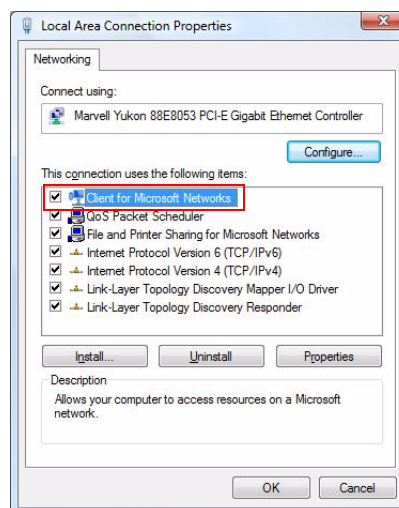 Local Area Connection Properties
Networking
Connect using:
Marvell Yukon 88E8053 PCI-E Gigabit Ethernet Controller
Configure...
This connection uses the following items:
Client for Microsoft Networks
QoS Packet Scheduler
File and Printer Sharing for Microsoft Networks
Internet Protocol Version 6 (TCP/IPv6)
Internet Protocol Version 4 (TCP/IPv4)
Link-Layer Topology Discovery Mapper I/O Driver
Link-Layer Topology Discovery Responder
Install... Uninstall Properties
Description
Allows your computer to access resources on a Microsoft
network.
OK Cancel